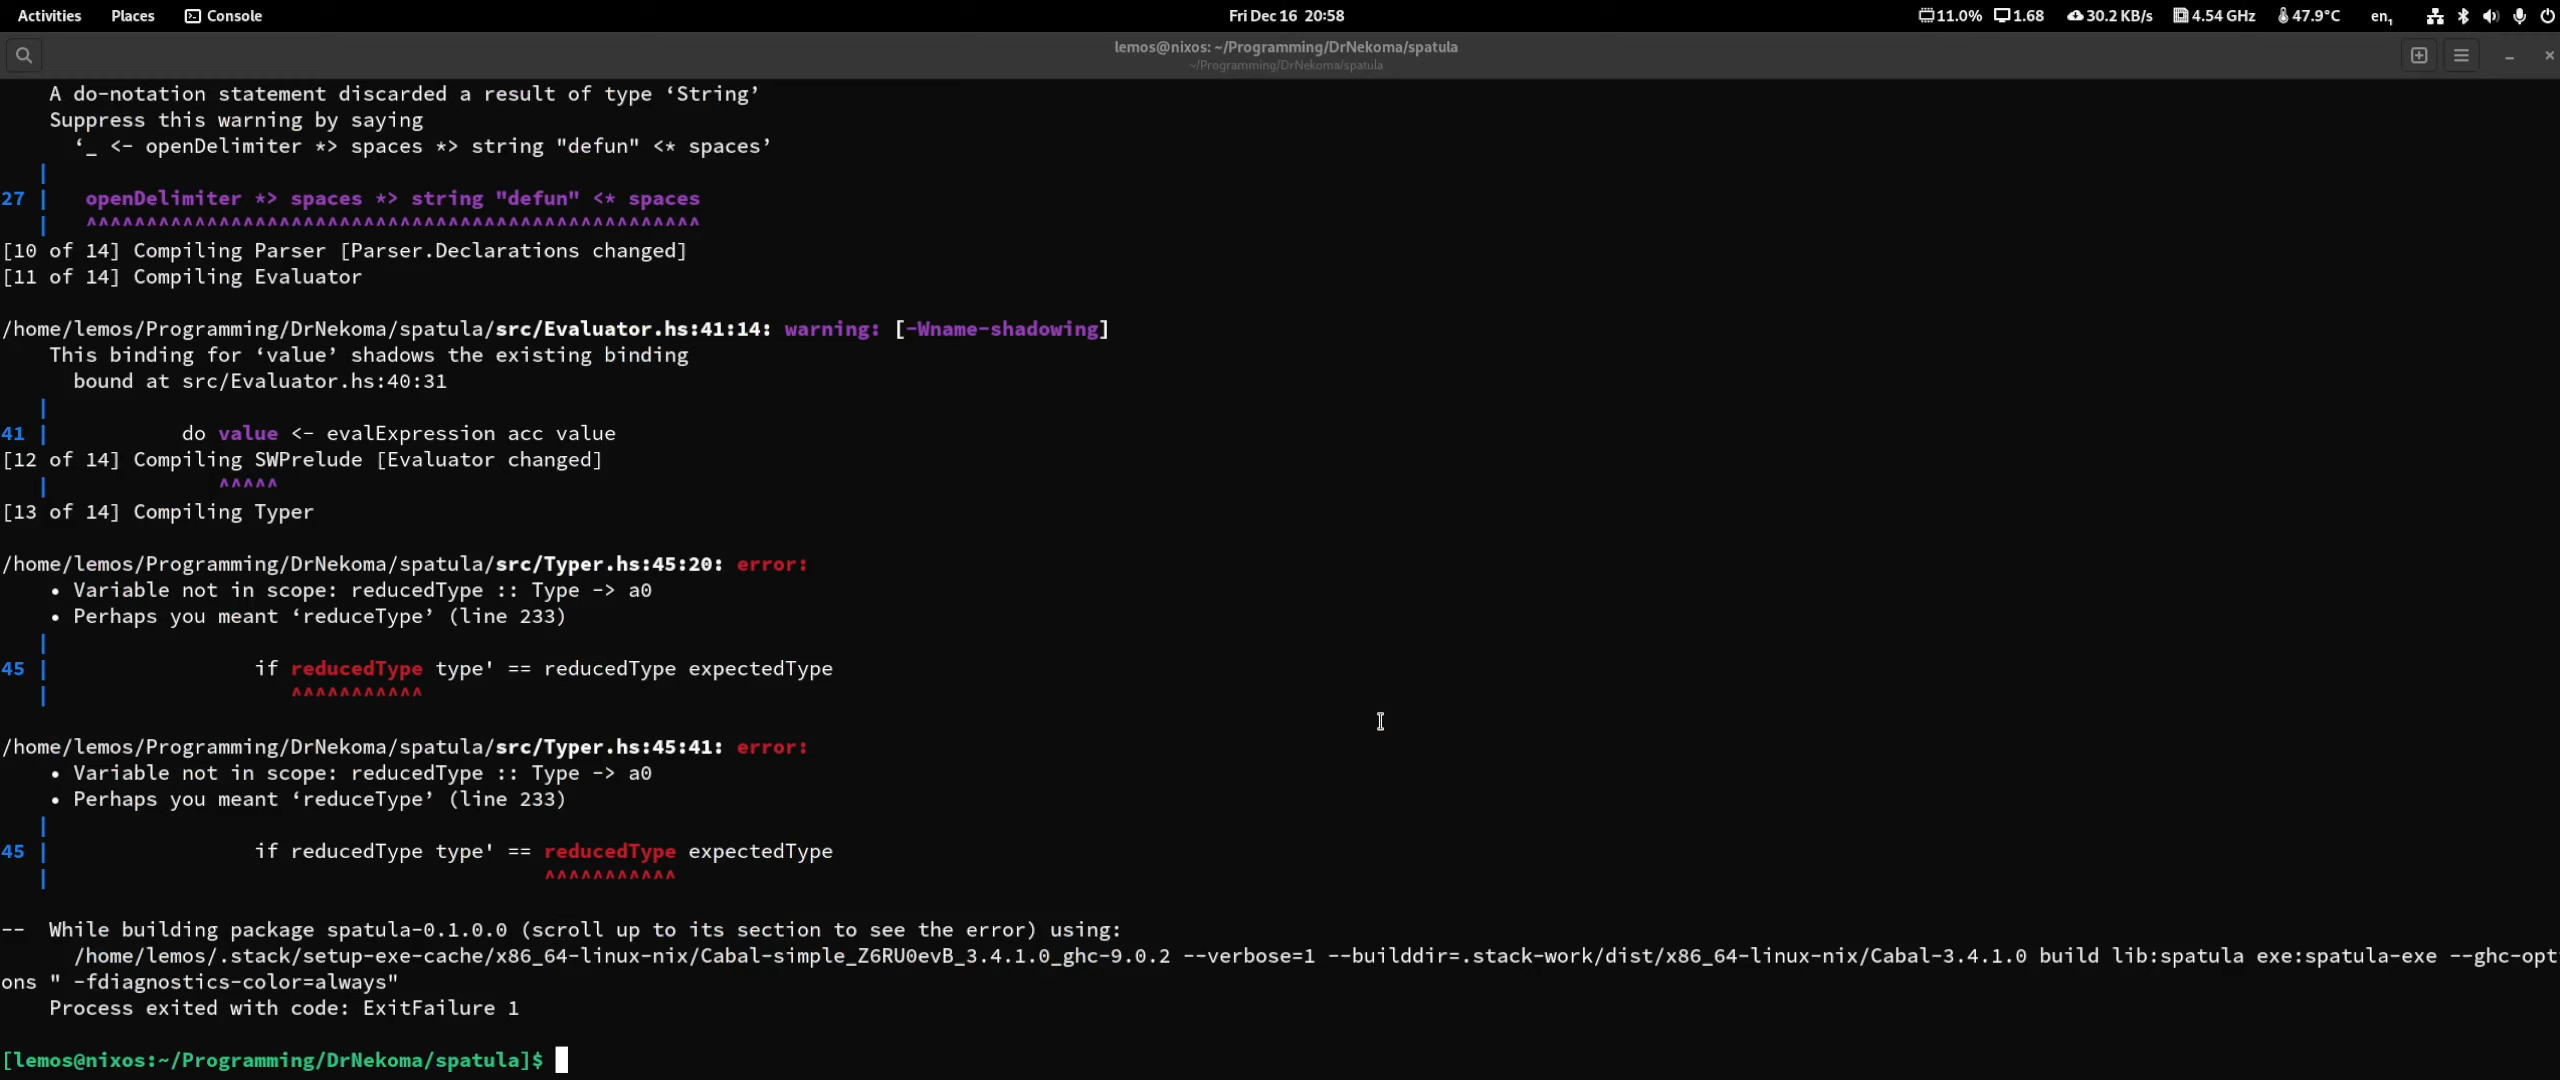 Activities Places Console Fri Dec 16 20:58 11.0% 1.68 30.2 KB/s 4.54 GHz 47.9°C en₁
lemos@nixos: ~/Programming/DrNekoma/spatula
~/Programming/DrNekoma/spatula
A do-notation statement discarded a result of type ‘String’
Suppress this warning by saying
‘_ <- openDelimiter *> spaces *> string "defun" <* spaces’
|
27 | openDelimiter *> spaces *> string "defun" <* spaces
| ^^^^^^^^^^^^^^^^^^^^^^^^^^^^^^^^^^^^^^^^^^^^^^^^^^^
[10 of 14] Compiling Parser [Parser.Declarations changed]
[11 of 14] Compiling Evaluator
/home/lemos/Programming/DrNekoma/spatula/src/Evaluator.hs:41:14: warning: [-Wname-shadowing]
This binding for ‘value’ shadows the existing binding
bound at src/Evaluator.hs:40:31
|
41 | do value <- evalExpression acc value
[12 of 14] Compiling SWPrelude [Evaluator changed]
| ^^^^^
[13 of 14] Compiling Typer
/home/lemos/Programming/DrNekoma/spatula/src/Typer.hs:45:20: error:
• Variable not in scope: reducedType :: Type -> a0
• Perhaps you meant ‘reduceType’ (line 233)
|
45 | if reducedType type' == reducedType expectedType
| ^^^^^^^^^^^
/home/lemos/Programming/DrNekoma/spatula/src/Typer.hs:45:41: error:
• Variable not in scope: reducedType :: Type -> a0
• Perhaps you meant ‘reduceType’ (line 233)
|
45 | if reducedType type' == reducedType expectedType
| ^^^^^^^^^^^
-- While building package spatula-0.1.0.0 (scroll up to its section to see the error) using:
/home/lemos/.stack/setup-exe-cache/x86_64-linux-nix/Cabal-simple_Z6RU0evB_3.4.1.0_ghc-9.0.2 --verbose=1 --builddir=.stack-work/dist/x86_64-linux-nix/Cabal-3.4.1.0 build lib:spatula exe:spatula-exe --ghc-opti
ons " -fdiagnostics-color=always"
Process exited with code: ExitFailure 1
[lemos@nixos:~/Programming/DrNekoma/spatula]$